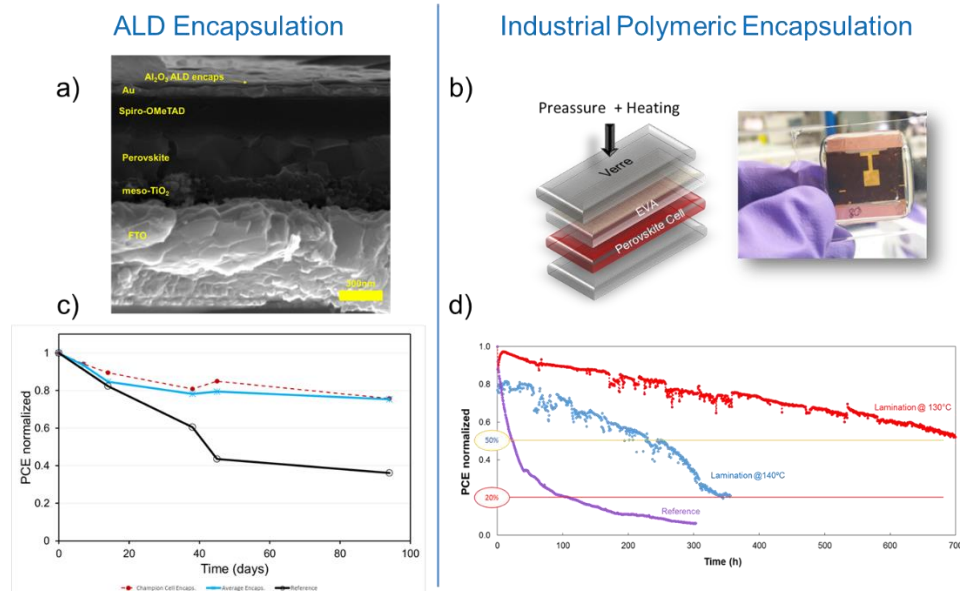 ALD Encapsulation
Industrial Polymeric Encapsulation
a)
Al₂O₃ ALD encaps
Au
Spiro-OMeTAD
Perovskite
meso-TiO₂
FTO
300nm
b)
Preassure + Heating
Verre
EVA
Perovskite Cell
c)
PCE normalized
1
0.8
0.6
0.4
0.2
0
0 20 40 60 80 100
Time (days)
Champion Cell Encaps. Average Encaps. Reference
d)
PCE normalized
1.0
0.8
0.6
0.4
0.2
0.0
50%
20%
Lamination @ 130°C
Lamination @140°C
Reference
0 100 200 300 400 500 600 700
Time (h)